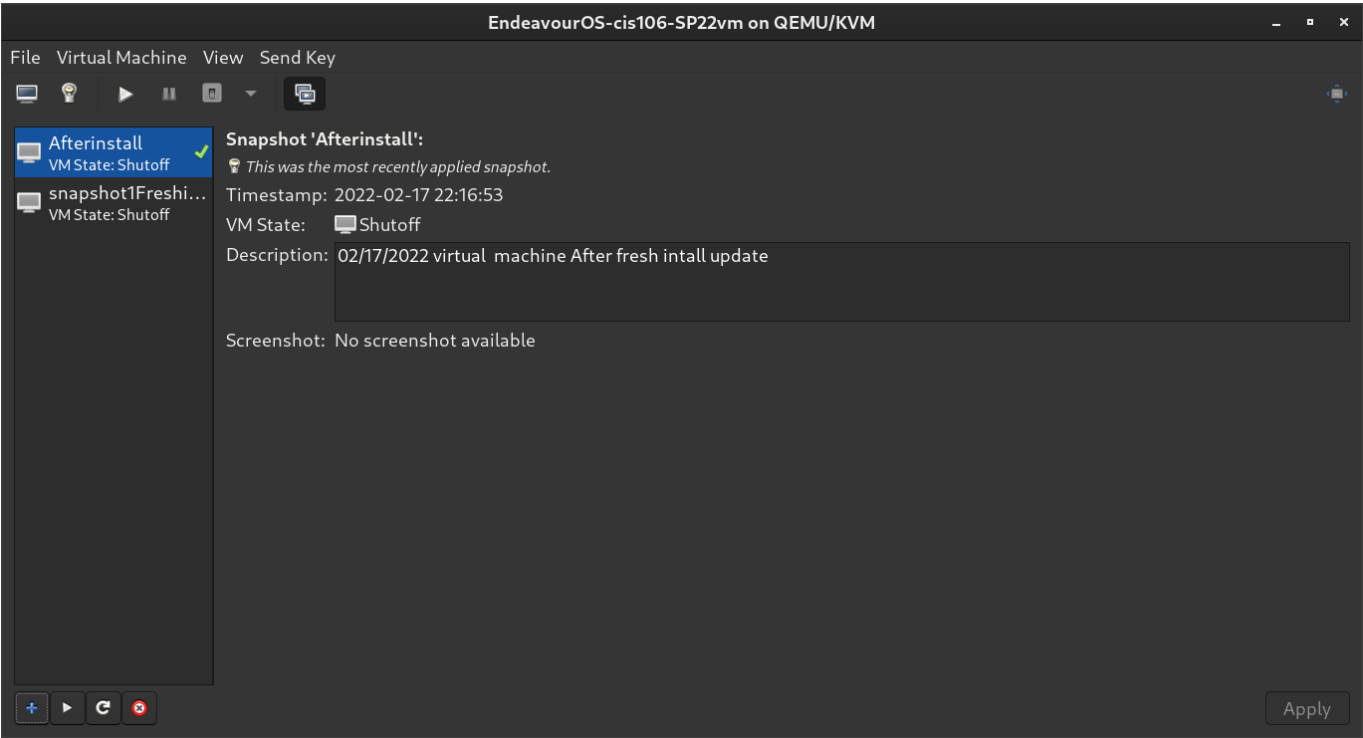 EndeavourOS-cis106-SP22vm on QEMU/KVM
File Virtual Machine View Send Key
Afterinstall
VM State: Shutoff
snapshot1Freshi...
VM State: Shutoff
Snapshot 'Afterinstall':
This was the most recently applied snapshot.
Timestamp: 2022-02-17 22:16:53
VM State: Shutoff
Description: 02/17/2022 virtual  machine After fresh intall update
Screenshot: No screenshot available
Apply